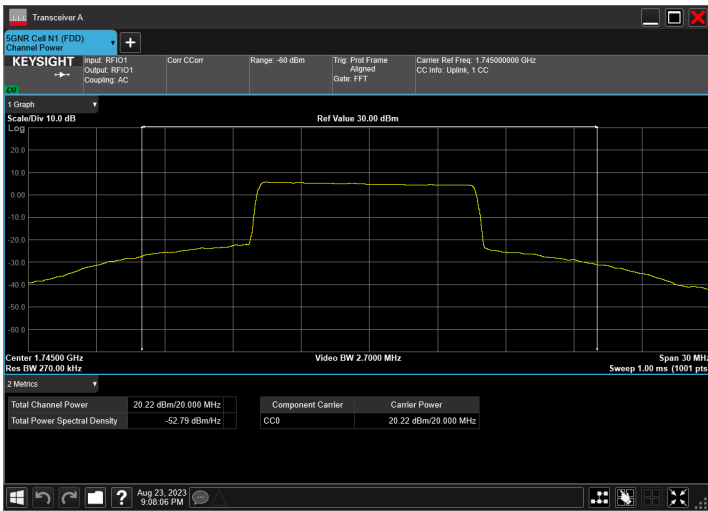 Transceiver A
5GNR Cell N1 (FDD)
Channel Power
KEYSIGHT
Input: RFIO1
Output: RFIO1
Coupling: AC
Corr CCorr
Range: -60 dBm
Trig: Prot Frame
Aligned
Gate: FFT
Carrier Ref Freq: 1.745000000 GHz
CC Info: Uplink, 1 CC
1 Graph
Scale/Div 10.0 dB
Ref Value 30.00 dBm
Log
20.0
10.0
0.00
-10.0
-20.0
-30.0
-40.0
-50.0
-60.0
Center 1.74500 GHz
Video BW 2.7000 MHz
Span 30 MHz
Res BW 270.00 kHz
Sweep 1.00 ms (1001 pts
2 Metrics
Total Channel Power 20.22 dBm/20.000 MHz
Total Power Spectral Density -52.79 dBm/Hz
Component Carrier Carrier Power
CC0 20.22 dBm/20.000 MHz
Aug 23, 2023
9:08:06 PM